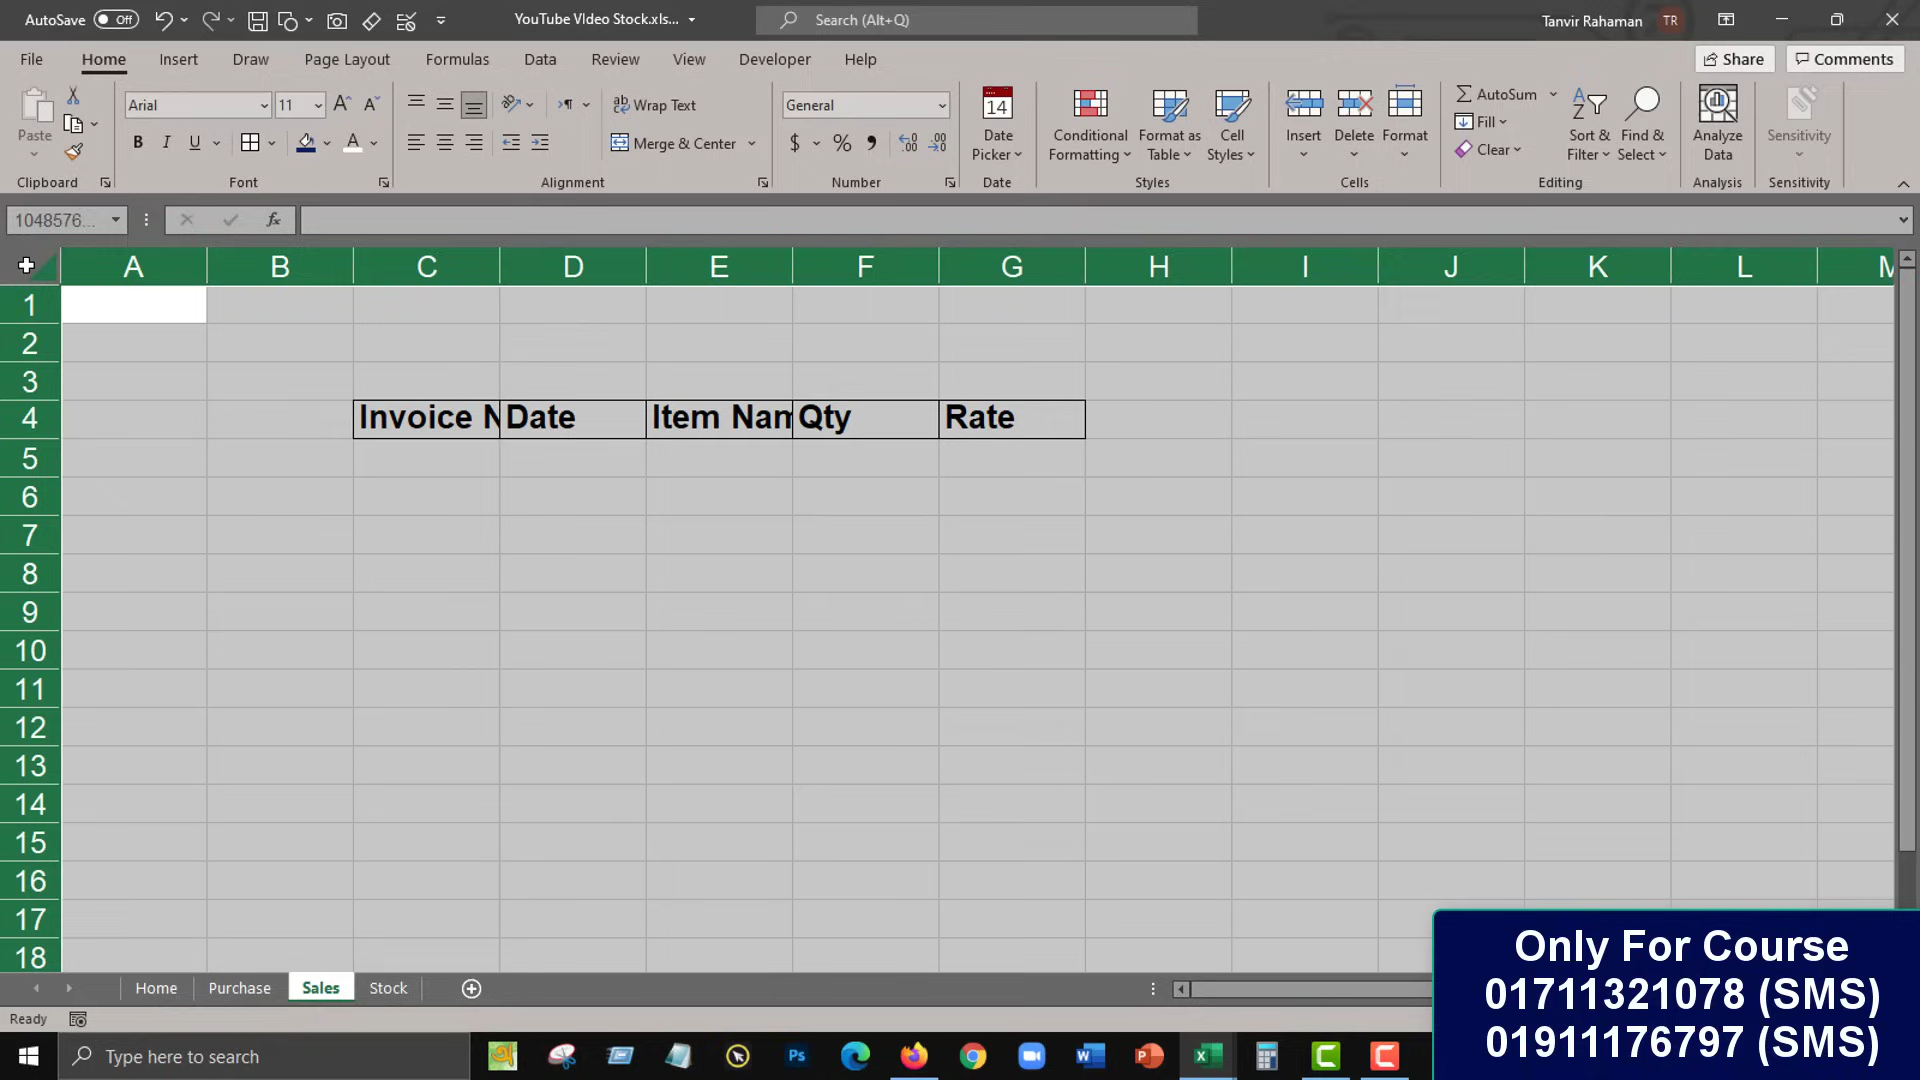 AutoSave Off YouTube VIdeo Stock.xls... Search (Alt+Q) Tanvir Rahaman TR
File Home Insert Draw Page Layout Formulas Data Review View Automate Developer Help Share Comments
Paste Arial 11 Wrap Text General 14 Date Picker Conditional Formatting Format as Table Cell Styles Insert Delete Format AutoSum Fill Clear Sort & Filter Find & Select Analyze Data Sensitivity
B I U Merge & Center $ %
Clipboard Font Alignment Number Date Styles Cells Editing Analysis Sensitivity
1048576... fx
A B C D E F G H I J K L M
1
2
3
4 Invoice N Date Item Nam Qty Rate
5
6
7
8
9
10
11
12
13
14
15
16
17
18
Home Purchase Sales Stock
Ready
Type here to search
Only For Course
01711321078 (SMS)
01911176797 (SMS)